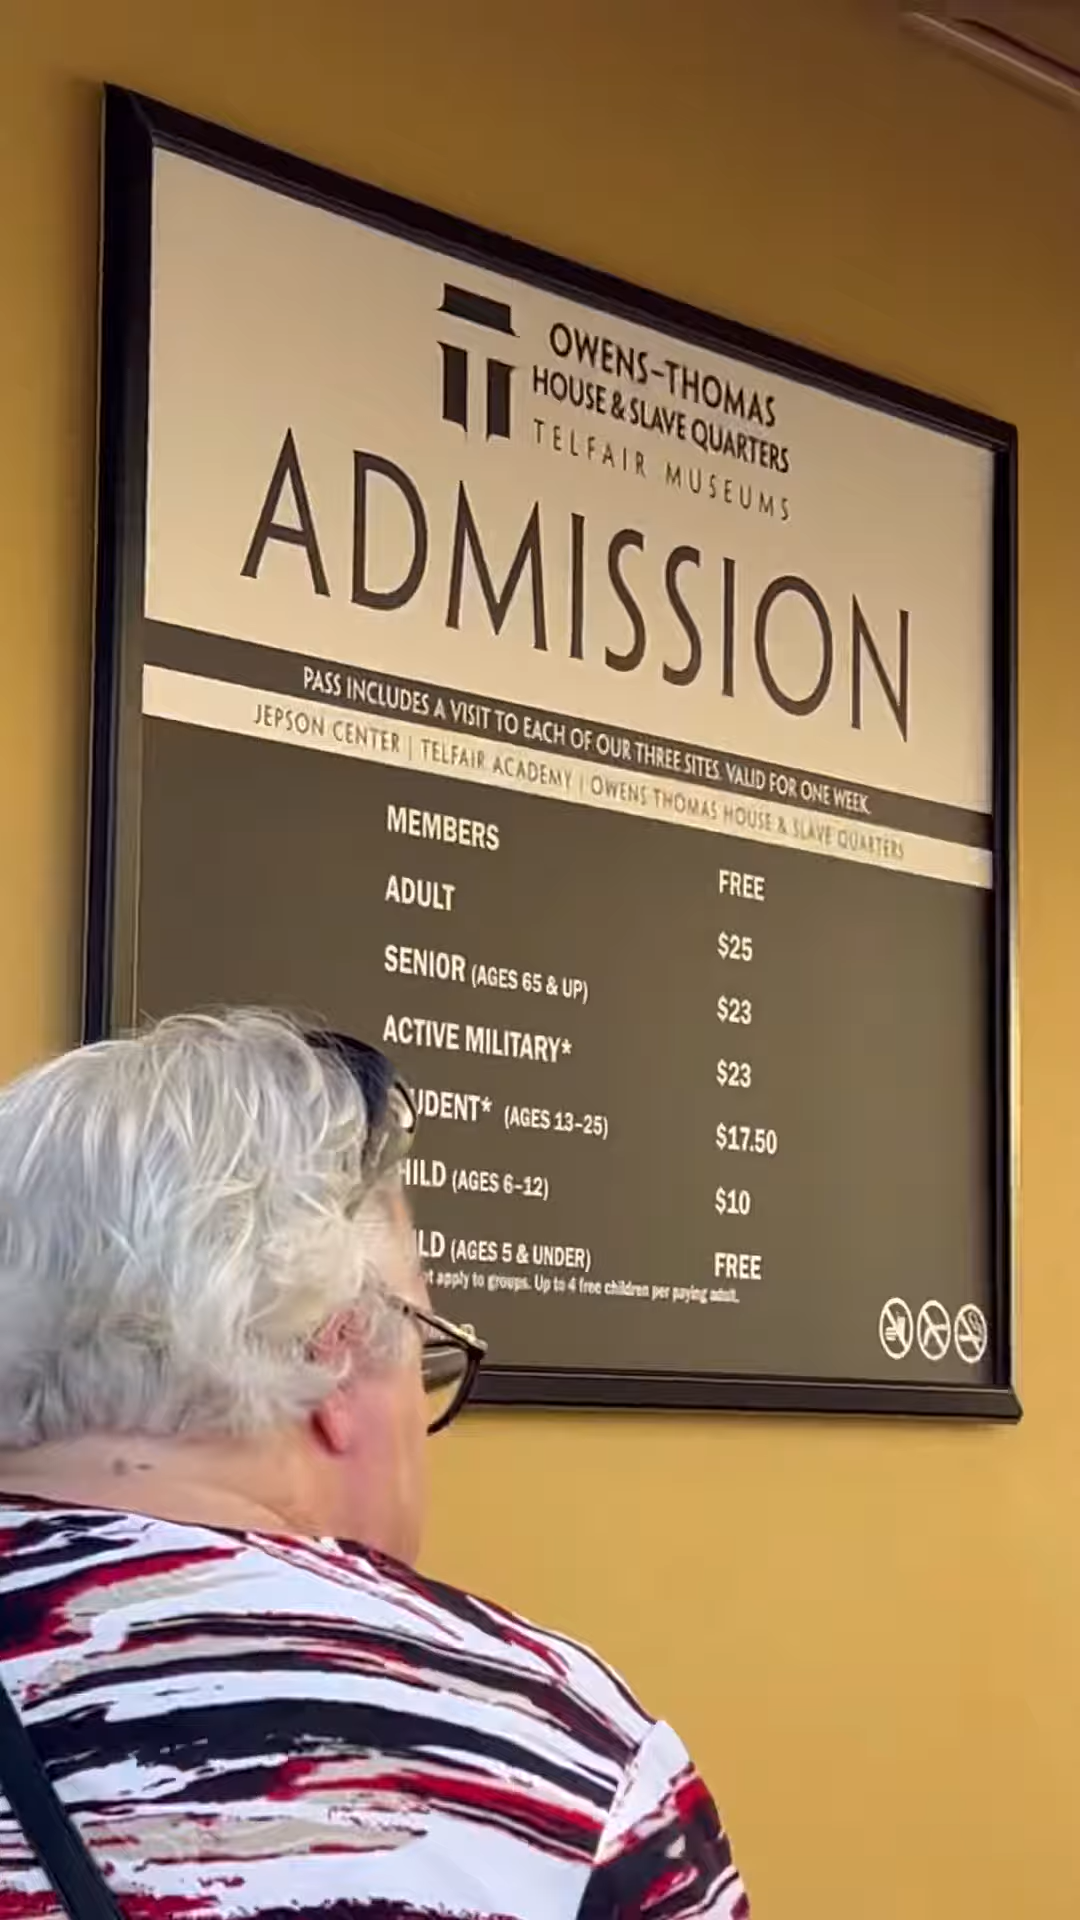 OWENS-THOMAS
HOUSE & SLAVE QUARTERS
TELFAIR MUSEUMS
ADMISSION
PASS INCLUDES A VISIT TO EACH OF OUR THREE SITES. VALID FOR ONE WEEK.
JEPSON CENTER | TELFAIR ACADEMY | OWENS THOMAS HOUSE & SLAVE QUARTERS
MEMBERS FREE
ADULT $25
SENIOR (AGES 65 & UP) $23
ACTIVE MILITARY* $23
UDENT* (AGES 13-25) $17.50
HILD (AGES 6-12) $10
LD (AGES 5 & UNDER) FREE
apply to groups. Up to 4 free children per paying adult.